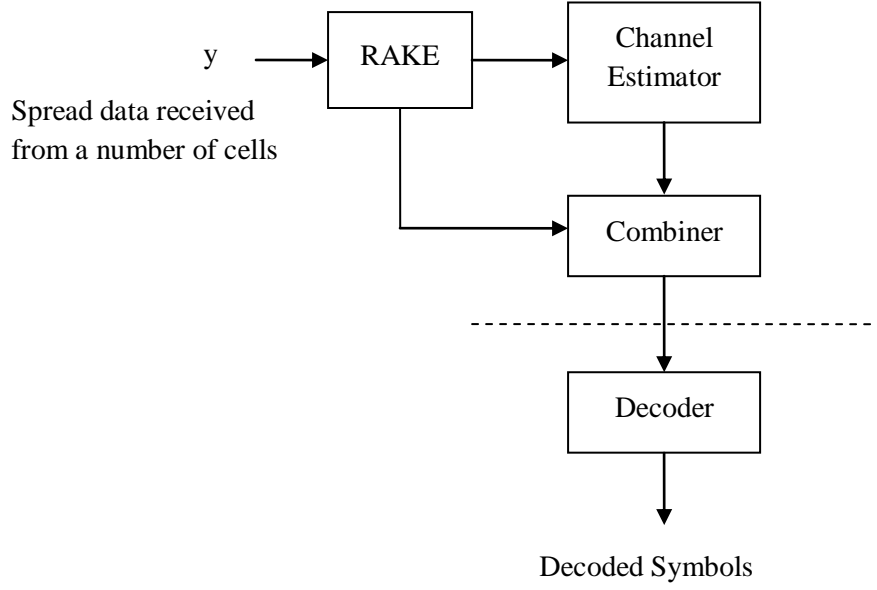 y
Spread data received
from a number of cells
RAKE
Channel
Estimator
Combiner
Decoder
Decoded Symbols